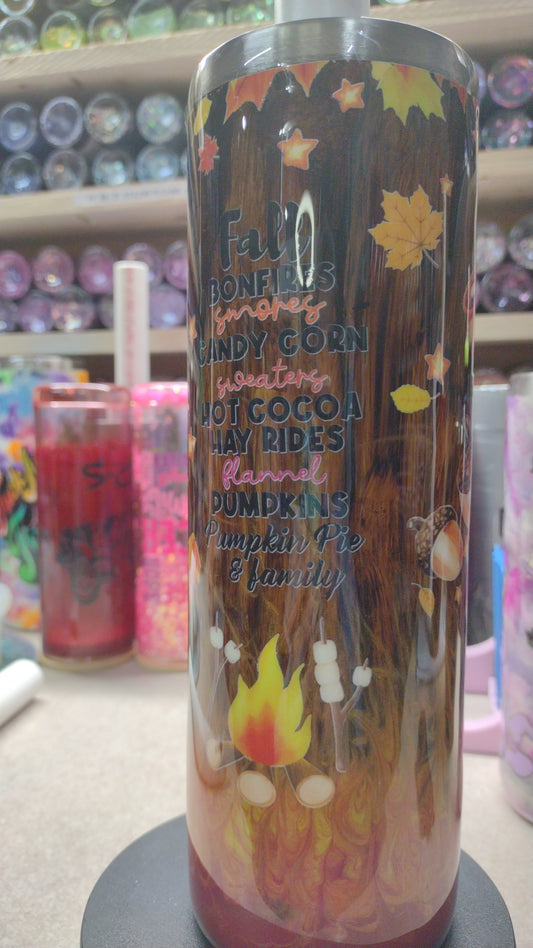 Fall
BONFIRES
smores
CANDY CORN
sweaters
HOT COCOA
HAY RIDES
flannel
PUMPKINS
Pumpkin Pie
& family